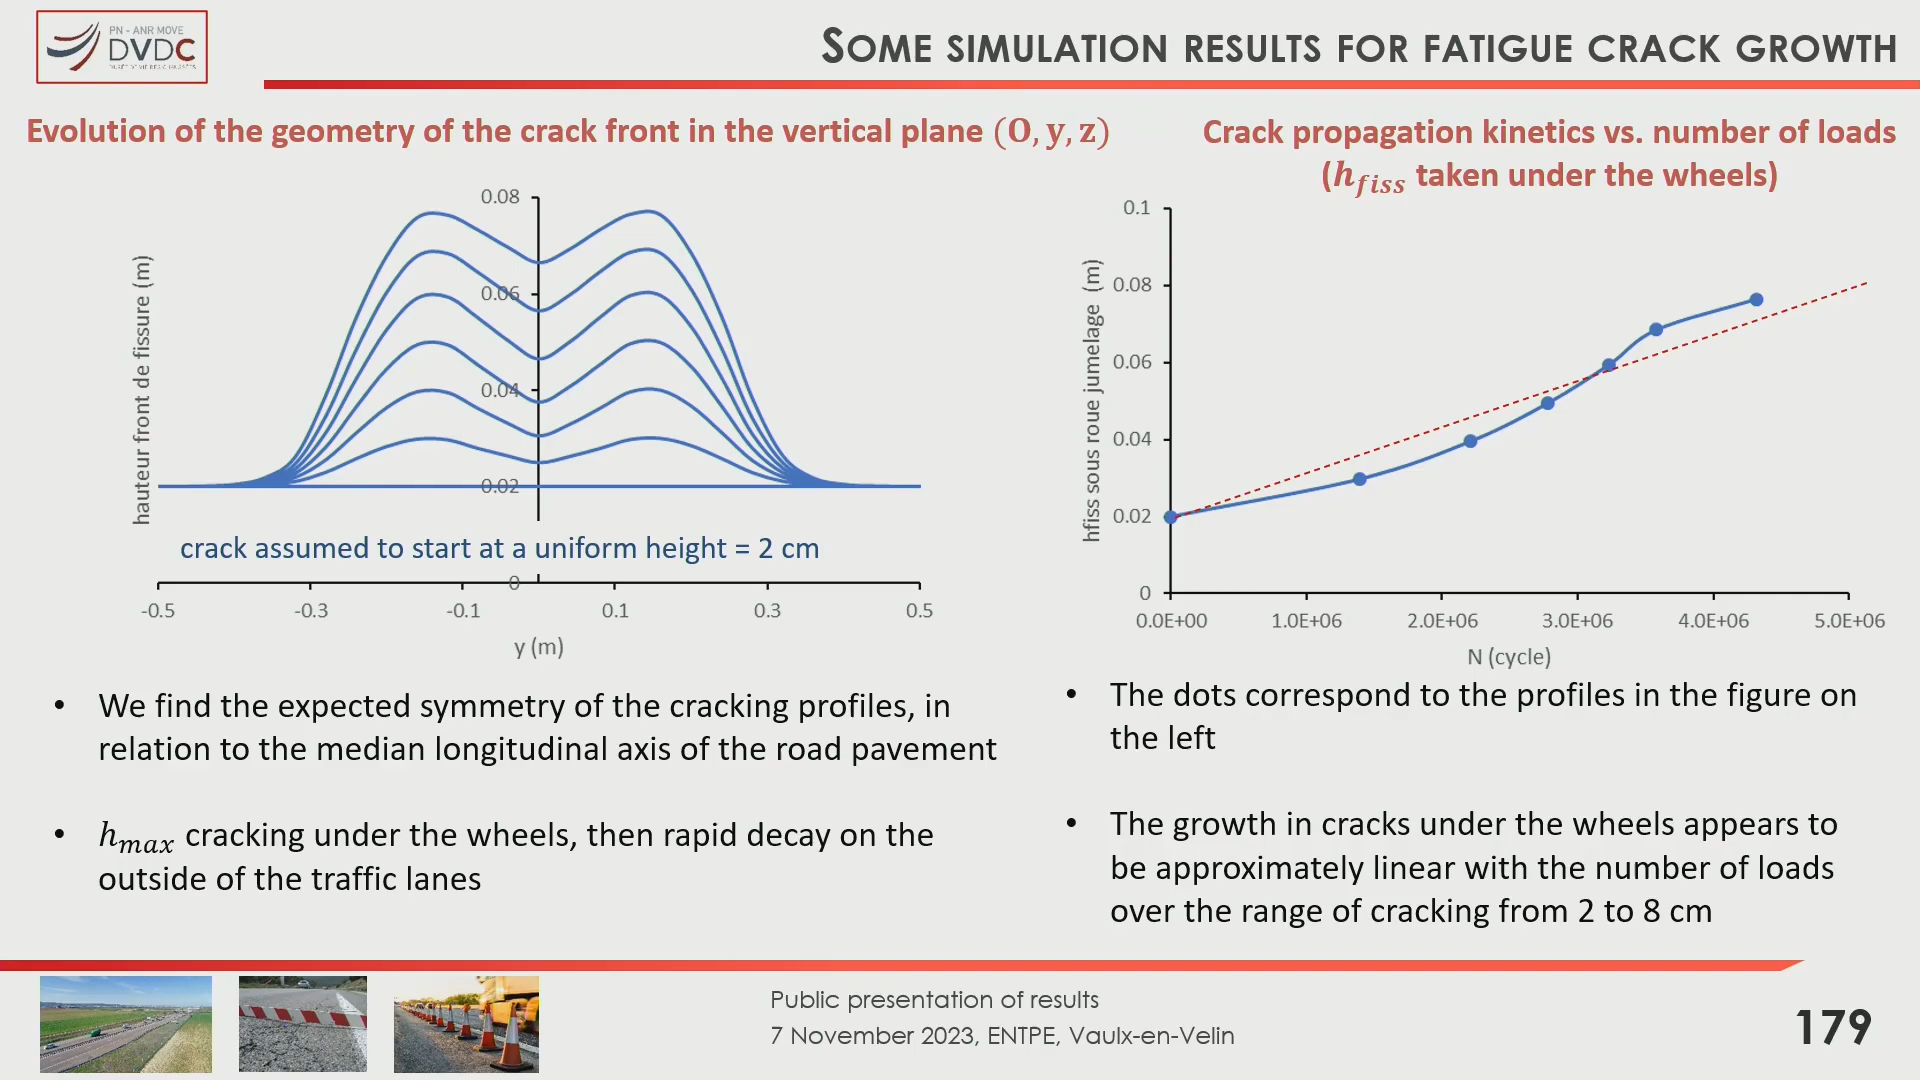 PN - ANR MOVE
DVDC
SOME SIMULATION RESULTS FOR FATIGUE CRACK GROWTH
Evolution of the geometry of the crack front in the vertical plane (O, y, z)
0.08
0.06
0.04
0.02
0
hauteur front de fissure (m)
crack assumed to start at a uniform height = 2 cm
-0.5 -0.3 -0.1 0.1 0.3 0.5
y (m)
Crack propagation kinetics vs. number of loads
(h_fiss taken under the wheels)
0.1
0.08
0.06
0.04
0.02
0
hfiss sous roue jumelage (m)
0.0E+00 1.0E+06 2.0E+06 3.0E+06 4.0E+06 5.0E+06
N (cycle)
• We find the expected symmetry of the cracking profiles, in
relation to the median longitudinal axis of the road pavement
• h_max cracking under the wheels, then rapid decay on the
outside of the traffic lanes
• The dots correspond to the profiles in the figure on
the left
• The growth in cracks under the wheels appears to
be approximately linear with the number of loads
over the range of cracking from 2 to 8 cm
Public presentation of results
7 November 2023, ENTPE, Vaulx-en-Velin
179